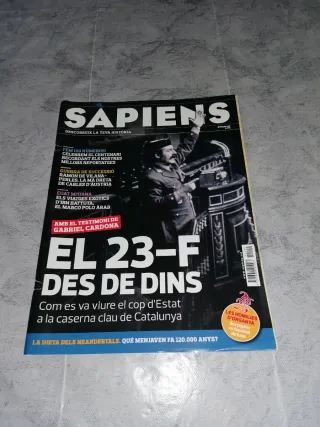 SAPIENS
DESCOBREIX LA TEVA HISTÒRIA
FEM 100 NÚMEROS!
CELEBREM EL CENTENARI
RECORDANT ELS NOSTRES
MILLORS REPORTATGES
GUERRA DE SUCCESSIÓ
RAMON DE VILANA-
PERLES, LA MÀ DRETA
DE CARLES D'ÀUSTRIA
EDAT MITJANA
ELS VIATGES EXÒTICS
D'IBN BATTUTA,
EL MARCO POLO ÀRAB
AMB EL TESTIMONI DE
GABRIEL CARDONA
EL 23-F
DES DE DINS
Com es va viure el cop d'Estat
a la caserna clau de Catalunya
LES HOMILIES
D'ORGANYÀ
LA DIETA DELS NEANDERTALS. QUÈ MENJAVEN FA 120.000 ANYS?